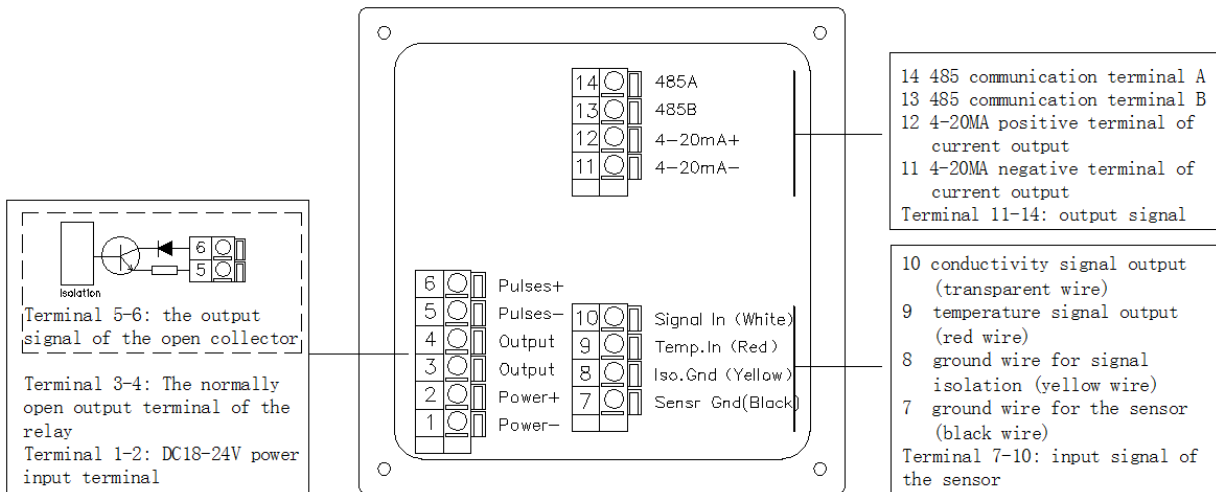 14 485A
13 485B
12 4-20mA+
11 4-20mA-
14 485 communication terminal A
13 485 communication terminal B
12 4-20MA positive terminal of
current output
11 4-20MA negative terminal of
current output
Terminal 11-14: output signal
6
5
Isolation
Terminal 5-6: the output
signal of the open collector
Terminal 3-4: The normally
open output terminal of the
relay
Terminal 1-2: DC18-24V power
input terminal
6 Pulses+
5 Pulses-
4 Output
3 Output
2 Power+
1 Power-
10 Signal In (White)
9 Temp.In (Red)
8 Iso.Gnd (Yellow)
7 Sensr Gnd(Black)
10 conductivity signal output
(transparent wire)
9 temperature signal output
(red wire)
8 ground wire for signal
isolation (yellow wire)
7 ground wire for the sensor
(black wire)
Terminal 7-10: input signal of
the sensor